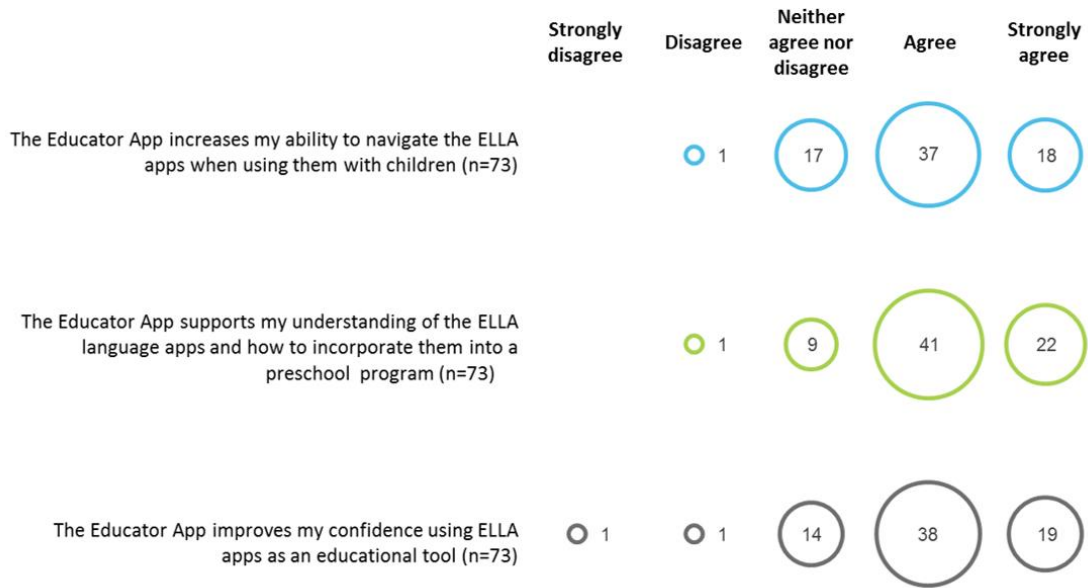 Strongly disagree
Disagree
Neither agree nor disagree
Agree
Strongly agree
The Educator App increases my ability to navigate the ELLA
apps when using them with children (n=73)
1
17
37
18
The Educator App supports my understanding of the ELLA
language apps and how to incorporate them into a
preschool program (n=73)
1
9
41
22
The Educator App improves my confidence using ELLA
apps as an educational tool (n=73)
1
1
14
38
19